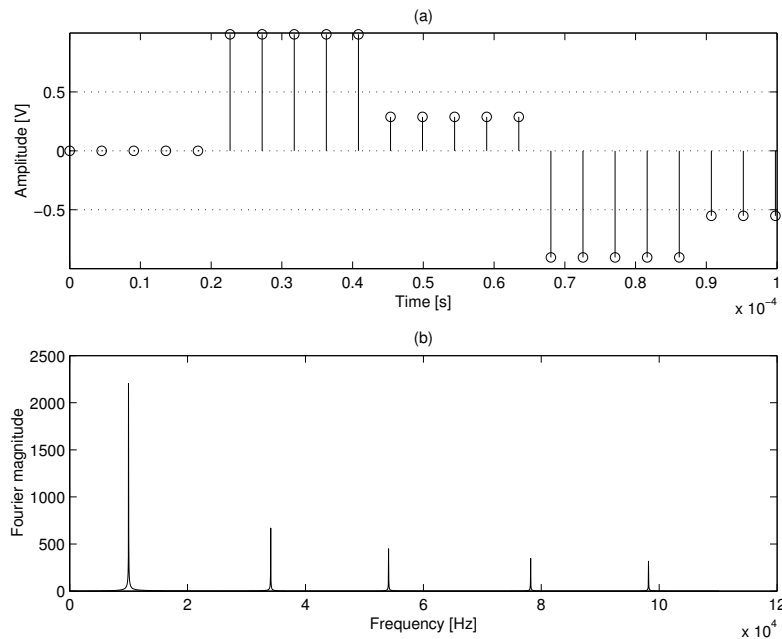 (a)
0.5
0
−0.5
Amplitude [V]
0 0.1 0.2 0.3 0.4 0.5 0.6 0.7 0.8 0.9 1
Time [s]
x 10⁻⁴
(b)
2500
2000
1500
1000
500
0
Fourier magnitude
0 2 4 6 8 10 12
Frequency [Hz]
x 10⁴